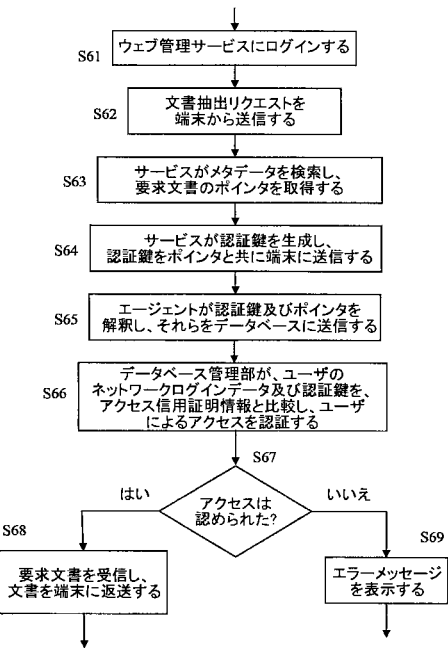 S61
ウェブ管理サービスにログインする
S62
文書抽出リクエストを
端末から送信する
S63
サービスがメタデータを検索し、
要求文書のポインタを取得する
S64
サービスが認証鍵を生成し、
認証鍵をポインタと共に端末に送信する
S65
エージェントが認証鍵及びポインタを
解釈し、それらをデータベースに送信する
S66
データベース管理部が、ユーザの
ネットワークログインデータ及び認証鍵を、
アクセス信用証明情報と比較し、ユーザ
によるアクセスを認証する
S67
アクセスは
認められた?
はい
いいえ
S68
要求文書を受信し、
文書を端末に返送する
S69
エラーメッセージ
を表示する